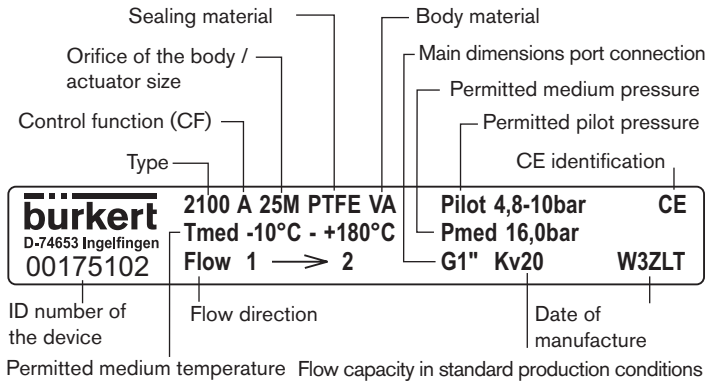 Sealing material
Body material
Orifice of the body /
actuator size
Main dimensions port connection
Permitted medium pressure
Control function (CF)
Permitted pilot pressure
Type
CE identification
bürkert
D-74653 Ingelfingen
00175102
2100 A 25M PTFE VA
Tmed -10°C - +180°C
Flow 1 → 2
Pilot 4,8-10bar CE
Pmed 16,0bar
G1" Kv20 W3ZLT
ID number of
the device
Flow direction
Date of
manufacture
Permitted medium temperature
Flow capacity in standard production conditions